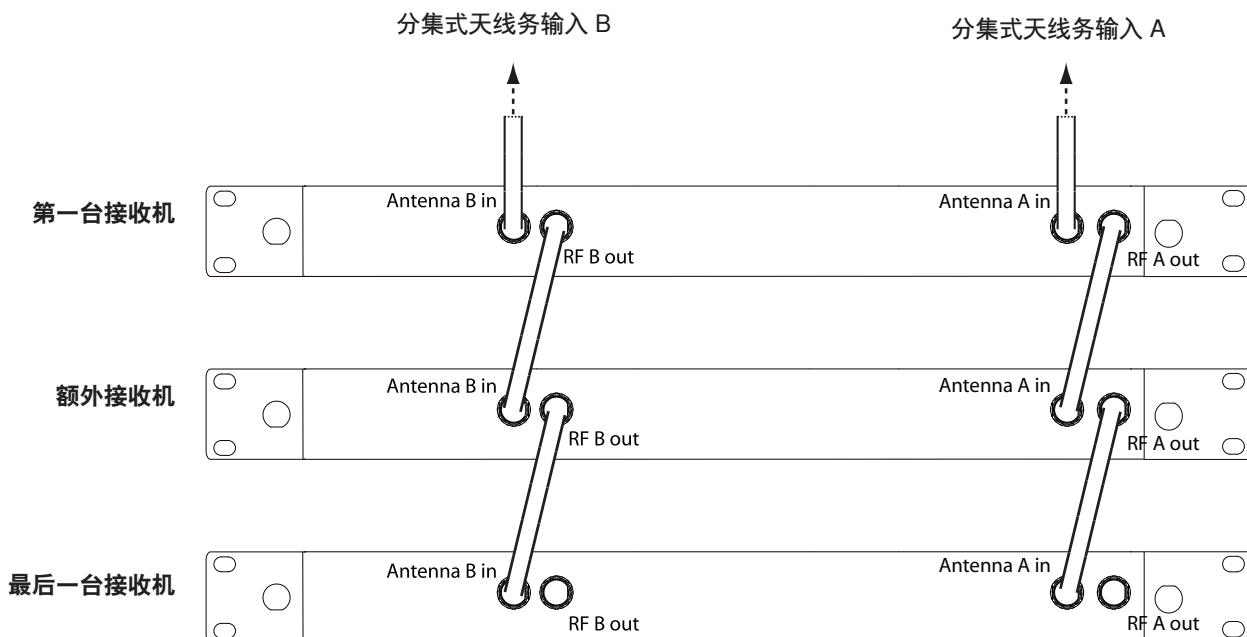 分集式天线务输入 B
分集式天线务输入 A
第一台接收机
Antenna B in
Antenna A in
RF B out
RF A out
额外接收机
Antenna B in
Antenna A in
RF B out
RF A out
最后一台接收机
Antenna B in
Antenna A in
RF B out
RF A out